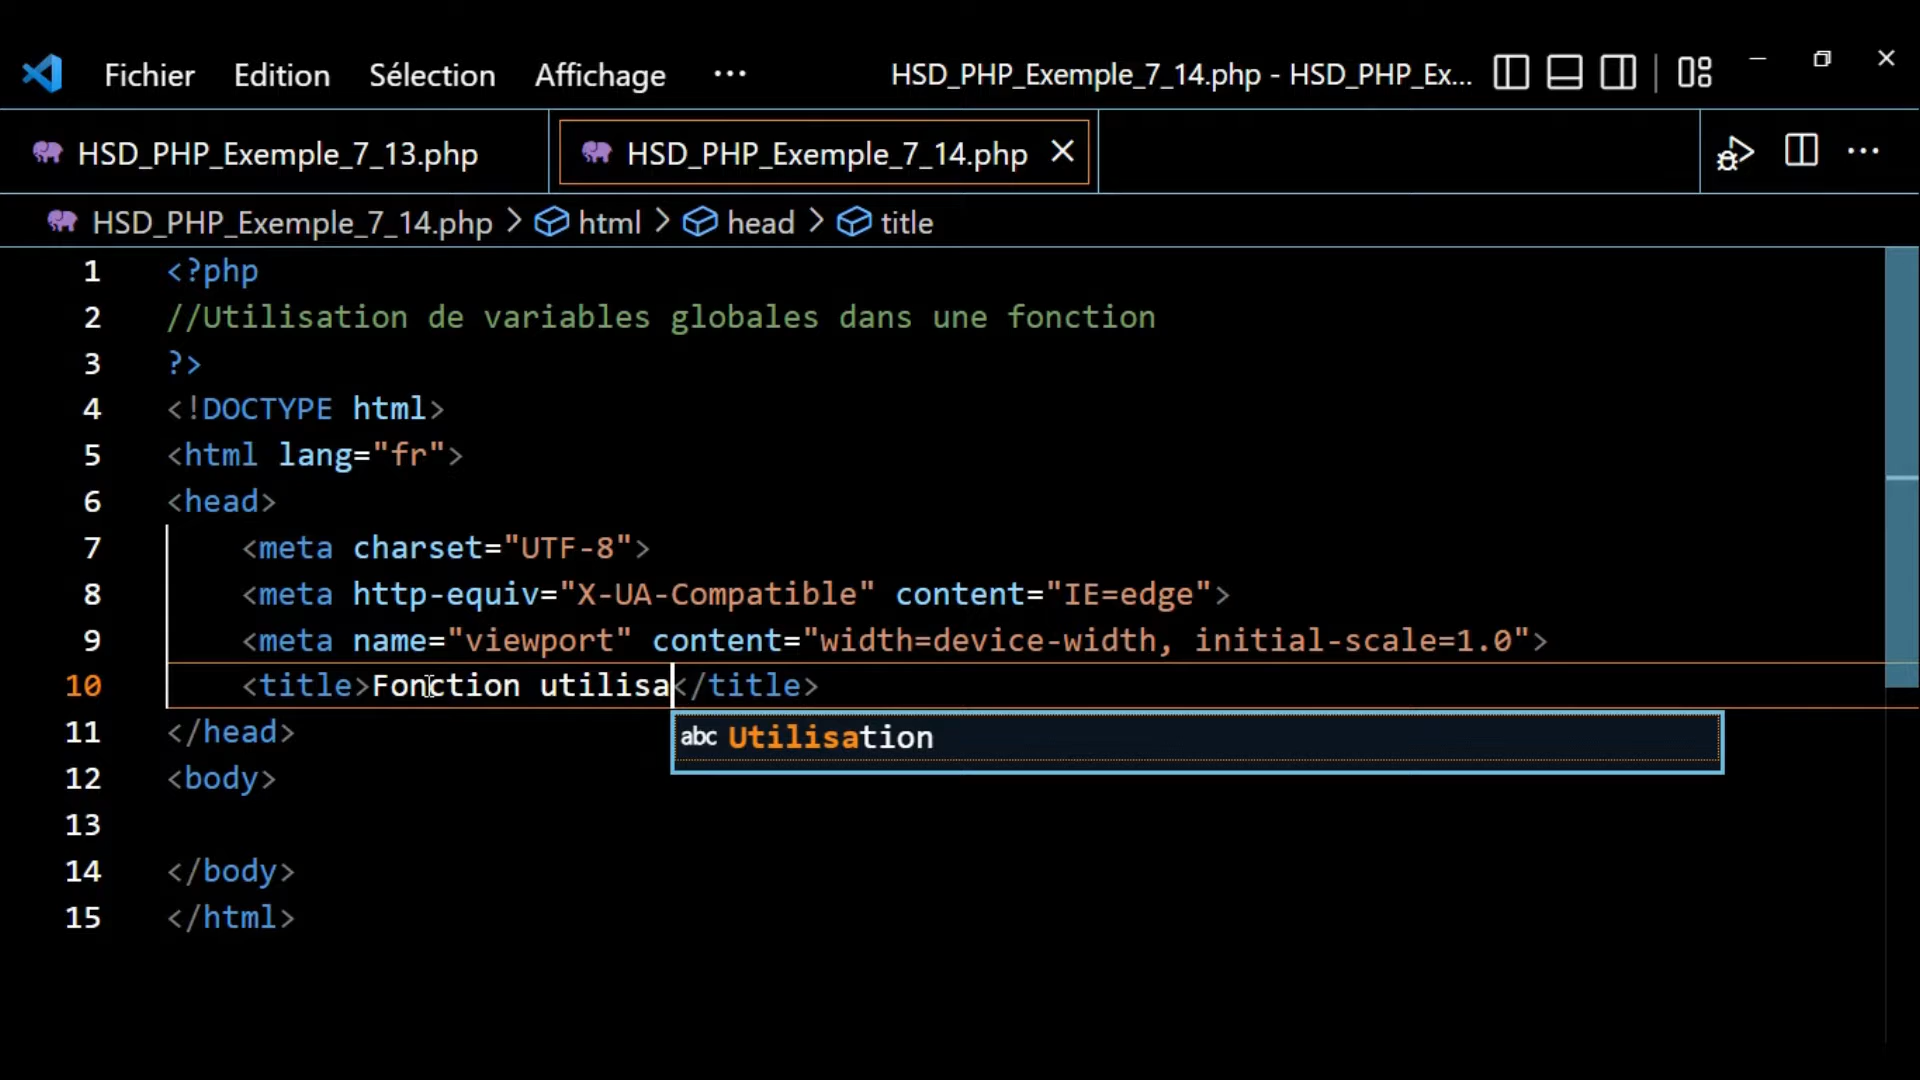 Fichier Edition Sélection Affichage ··· HSD_PHP_Exemple_7_14.php - HSD_PHP_Ex...
HSD_PHP_Exemple_7_13.php HSD_PHP_Exemple_7_14.php
HSD_PHP_Exemple_7_14.php > html > head > title
1 <?php
2 //Utilisation de variables globales dans une fonction
3 ?>
4 <!DOCTYPE html>
5 <html lang="fr">
6 <head>
7 <meta charset="UTF-8">
8 <meta http-equiv="X-UA-Compatible" content="IE=edge">
9 <meta name="viewport" content="width=device-width, initial-scale=1.0">
10 <title>Fonction utilisa</title>
abc Utilisation
11 </head>
12 <body>
13
14 </body>
15 </html>